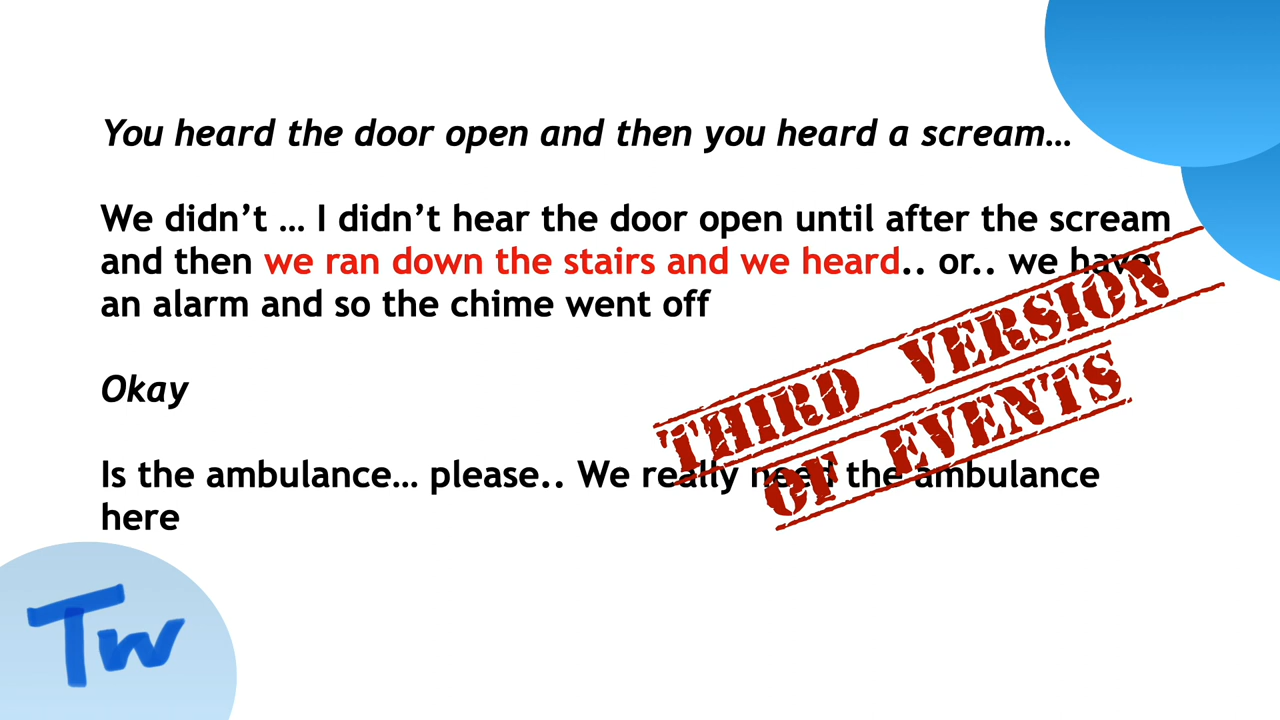 You heard the door open and then you heard a scream…
We didn’t … I didn’t hear the door open until after the scream
and then we ran down the stairs and we heard.. or.. we have
an alarm and so the chime went off
THIRD VERSION
OF EVENTS
Okay
Is the ambulance… please.. We really need the ambulance
here
Tw